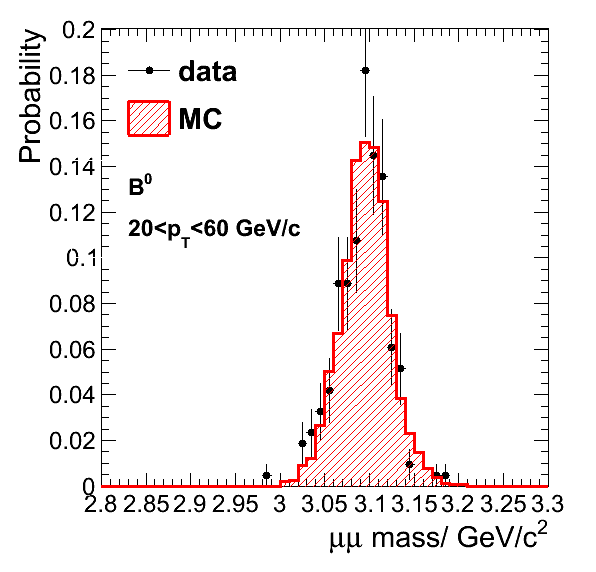 Probability
0.2
0.18
0.16
0.14
0.12
0.1
0.08
0.06
0.04
0.02
0
data
MC
B⁰
20<p_T<60 GeV/c
2.8 2.85 2.9 2.95 3 3.05 3.1 3.15 3.2 3.25 3.3
μμ mass/ GeV/c²